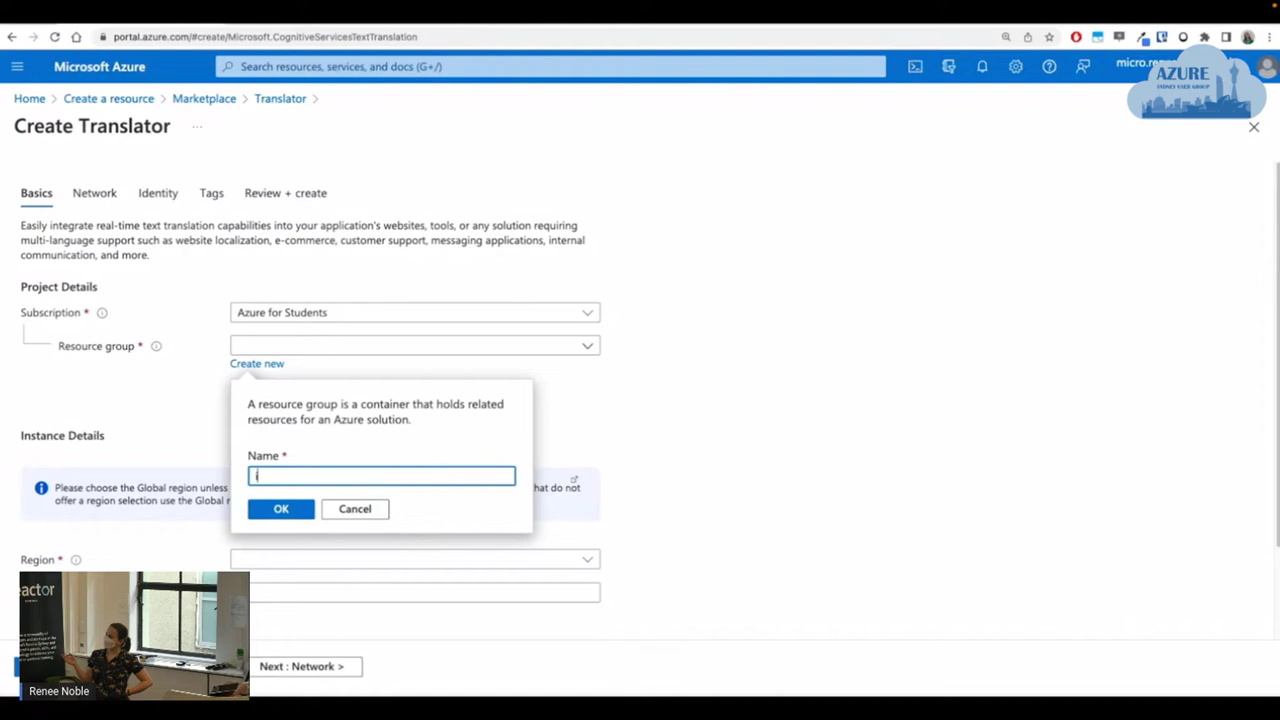 portal.azure.com/#create/Microsoft.CognitiveServicesTextTranslation
Microsoft Azure
Search resources, services, and docs (G+/)
AZURE
SYDNEY USER GROUP
Home > Create a resource > Marketplace > Translator >
Create Translator
...
Basics Network Identity Tags Review + create
Easily integrate real-time text translation capabilities into your application's websites, tools, or any solution requiring
multi-language support such as website localization, e-commerce, customer support, messaging applications, internal
communication, and more.
Project Details
Subscription *
Azure for Students
Resource group *
Create new
A resource group is a container that holds related
resources for an Azure solution.
Name *
i
OK
Cancel
Instance Details
Please choose the Global region unless
hat do not
offer a region selection use the Global r
Region *
Next : Network >
eactor
Renee Noble